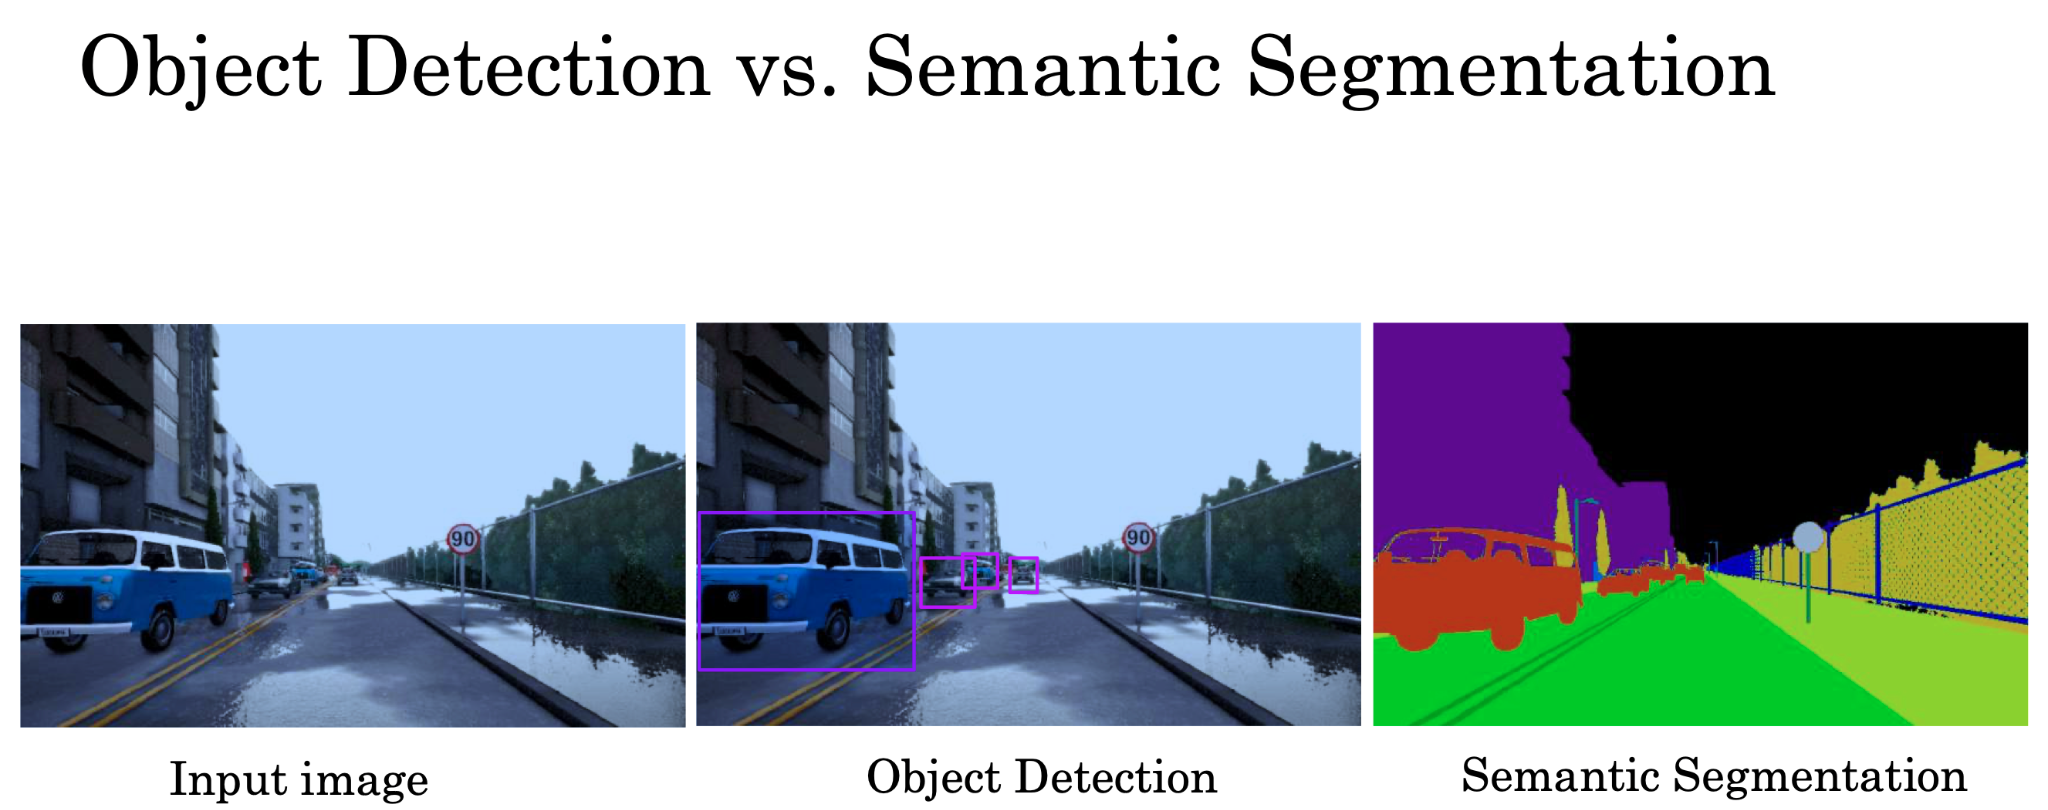 Object Detection vs. Semantic Segmentation
90
90
Input image
Object Detection
Semantic Segmentation